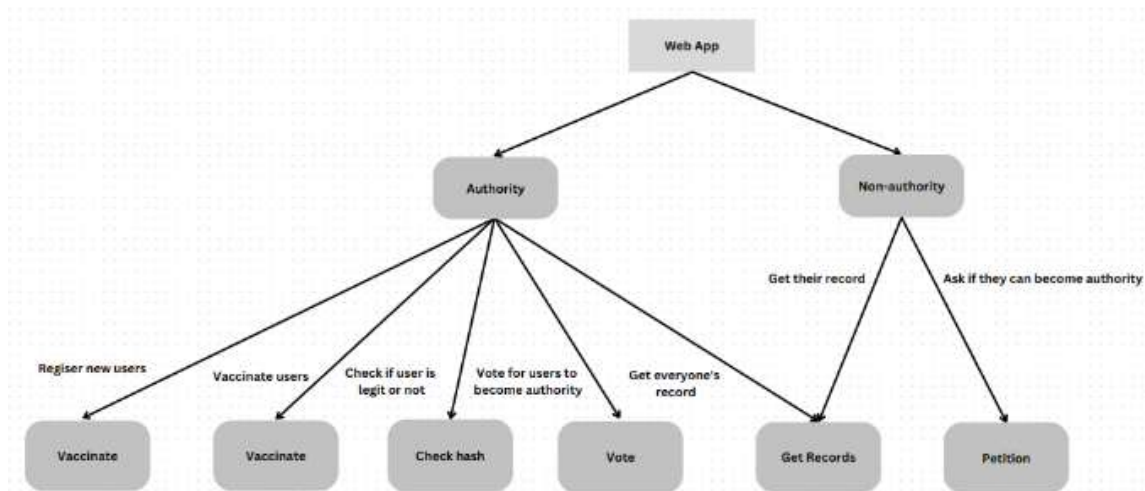 Web App
Authority
Non-authority
Get their record
Ask if they can become authority
Regiser new users
Vaccinate users
Check if user is
legit or not
Vote for users to
become authority
Get everyone's
record
Vaccinate
Vaccinate
Check hash
Vote
Get Records
Petition